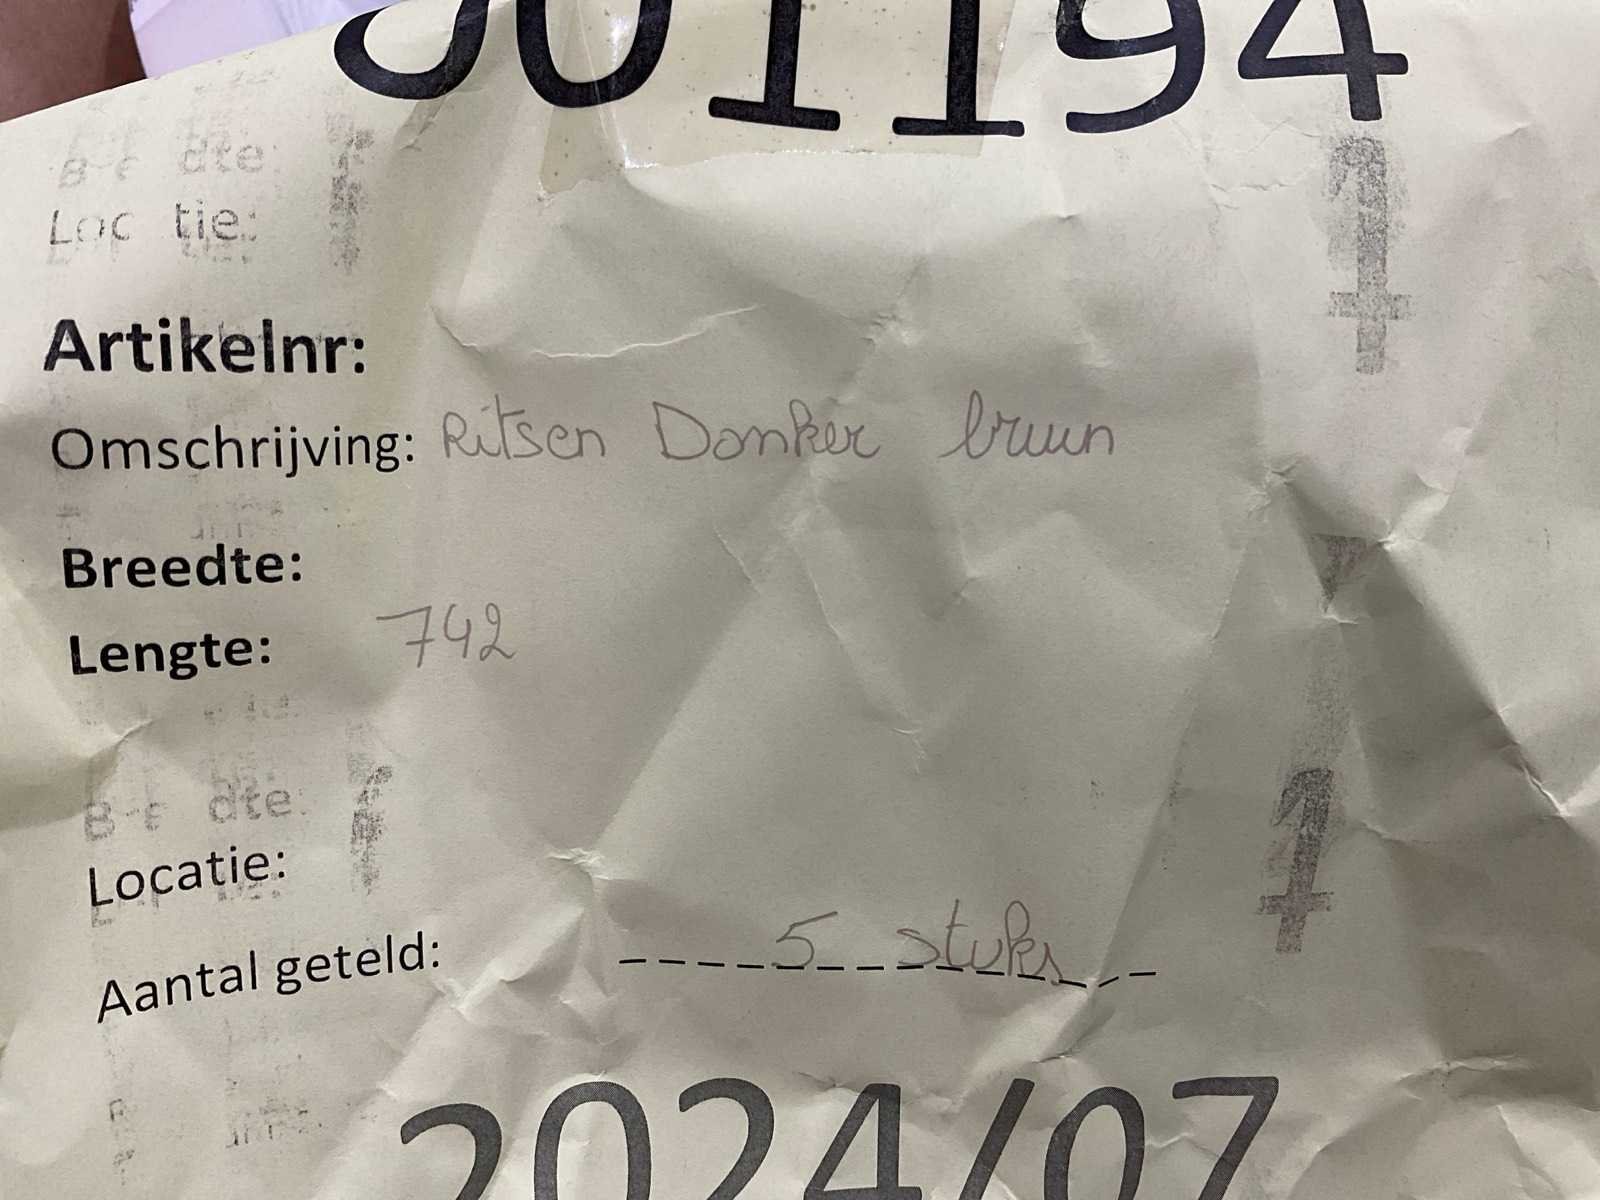 001194
Locatie:
Artikelnr:
Omschrijving: Ritsen Donker bruin
Breedte:
Lengte: 742
Locatie:
Aantal geteld: 5 stuks
2024/07